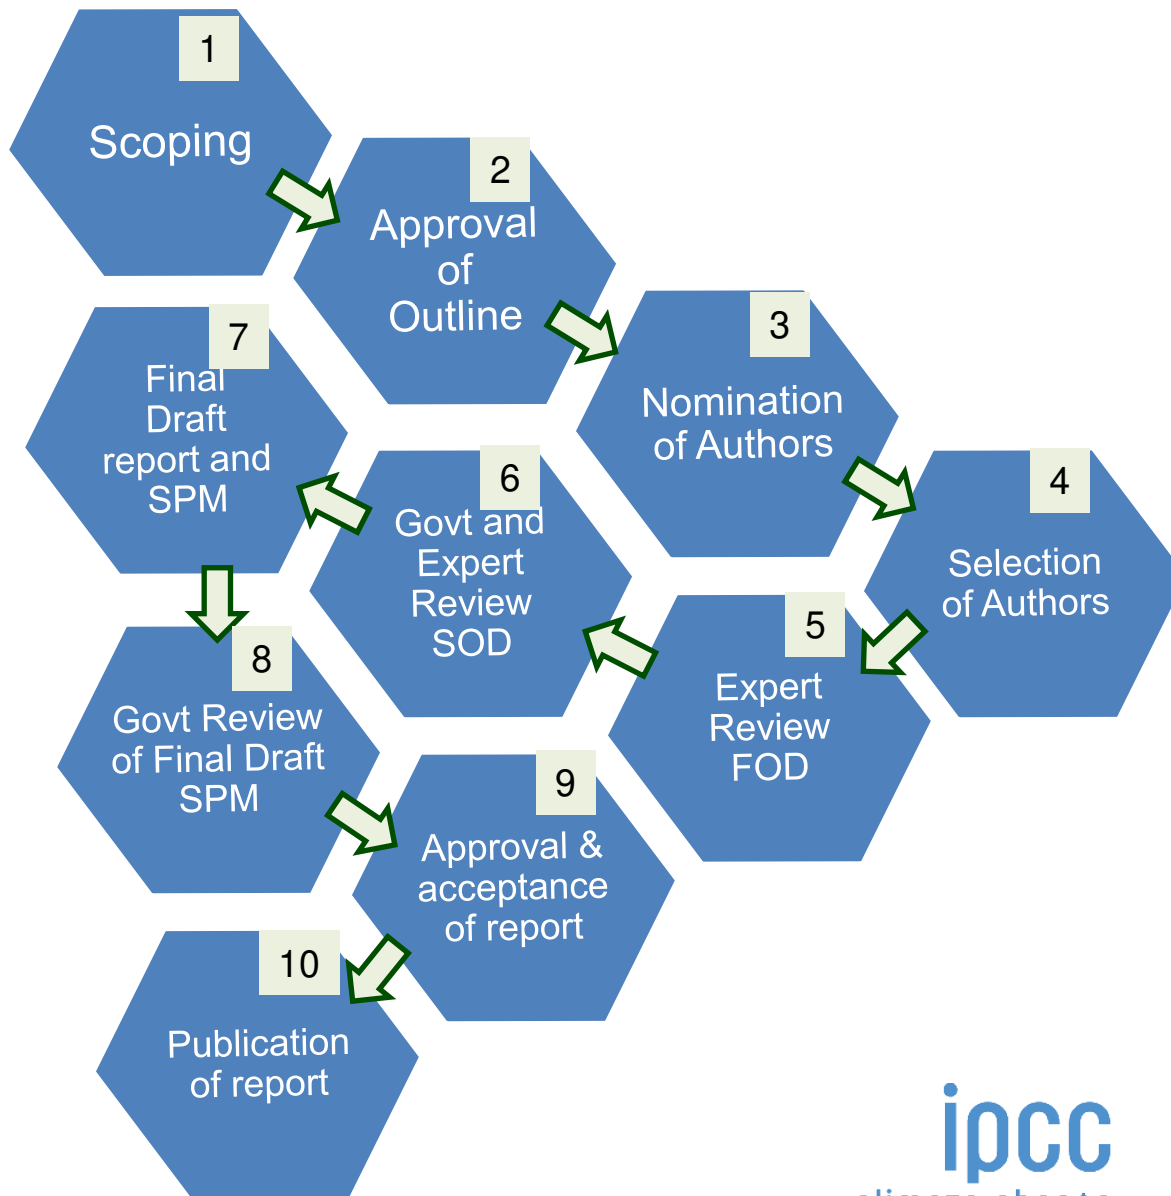 1
Scoping
2
Approval
of
Outline
3
Nomination
of Authors
4
Selection
of Authors
5
Expert
Review
FOD
6
Govt and
Expert
Review
SOD
7
Final
Draft
report and
SPM
8
Govt Review
of Final Draft
SPM
9
Approval &
acceptance
of report
10
Publication
of report
ipcc